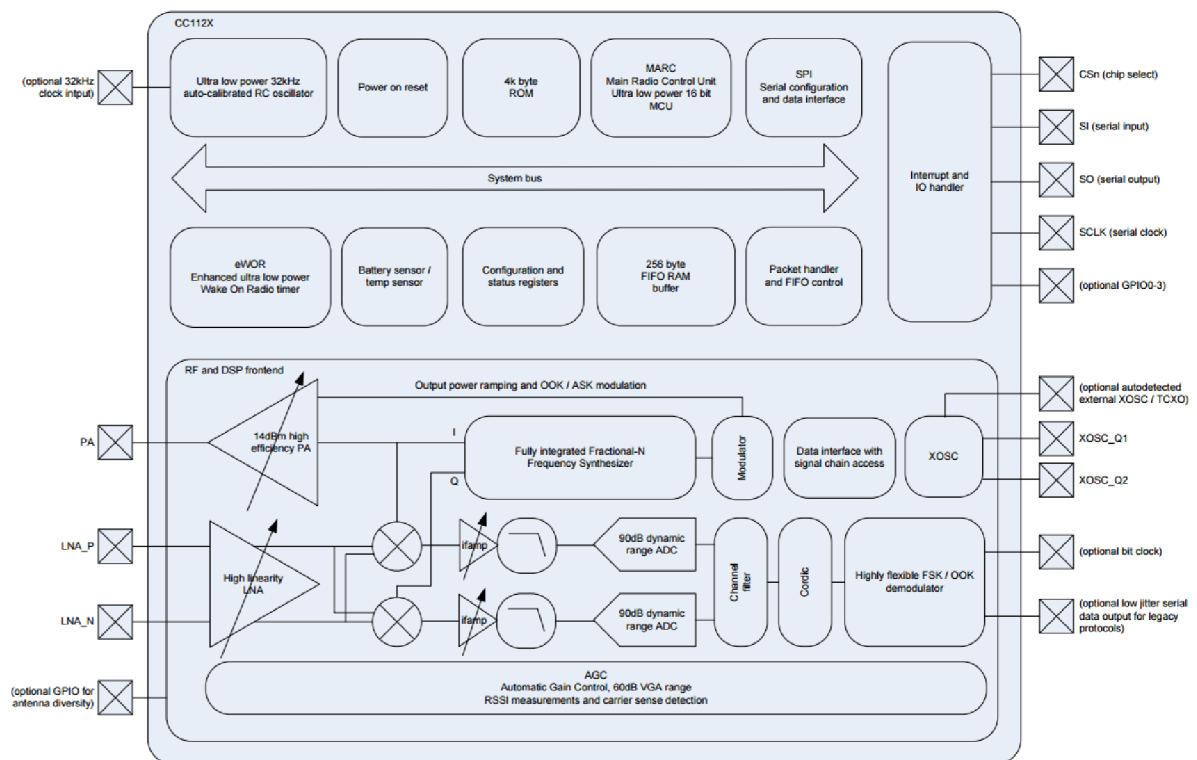 CC112X
(optional 32kHz
clock intput)
Ultra low power 32kHz
auto-calibrated RC oscillator
Power on reset
4k byte
ROM
MARC
Main Radio Control Unit
Ultra low power 16 bit
MCU
SPI
Serial configuration
and data interface
System bus
Interrupt and
IO handler
CSn (chip select)
SI (serial input)
SO (serial output)
SCLK (serial clock)
(optional GPIO0-3)
eWOR
Enhanced ultra low power
Wake On Radio timer
Battery sensor /
temp sensor
Configuration and
status registers
256 byte
FIFO RAM
buffer
Packet handler
and FIFO control
RF and DSP frontend
Output power ramping and OOK / ASK modulation
PA
14dBm high
efficiency PA
I
Q
Fully integrated Fractional-N
Frequency Synthesizer
Modulator
Data interface with
signal chain access
XOSC
(optional autodetected
external XOSC / TCXO)
XOSC_Q1
XOSC_Q2
LNA_P
LNA_N
High linearity
LNA
ifamp
ifamp
90dB dynamic
range ADC
90dB dynamic
range ADC
Channel
filter
Cordic
Highly flexible FSK / OOK
demodulator
(optional bit clock)
(optional low jitter serial
data output for legacy
protocols)
(optional GPIO for
antenna diversity)
AGC
Automatic Gain Control, 60dB VGA range
RSSI measurements and carrier sense detection